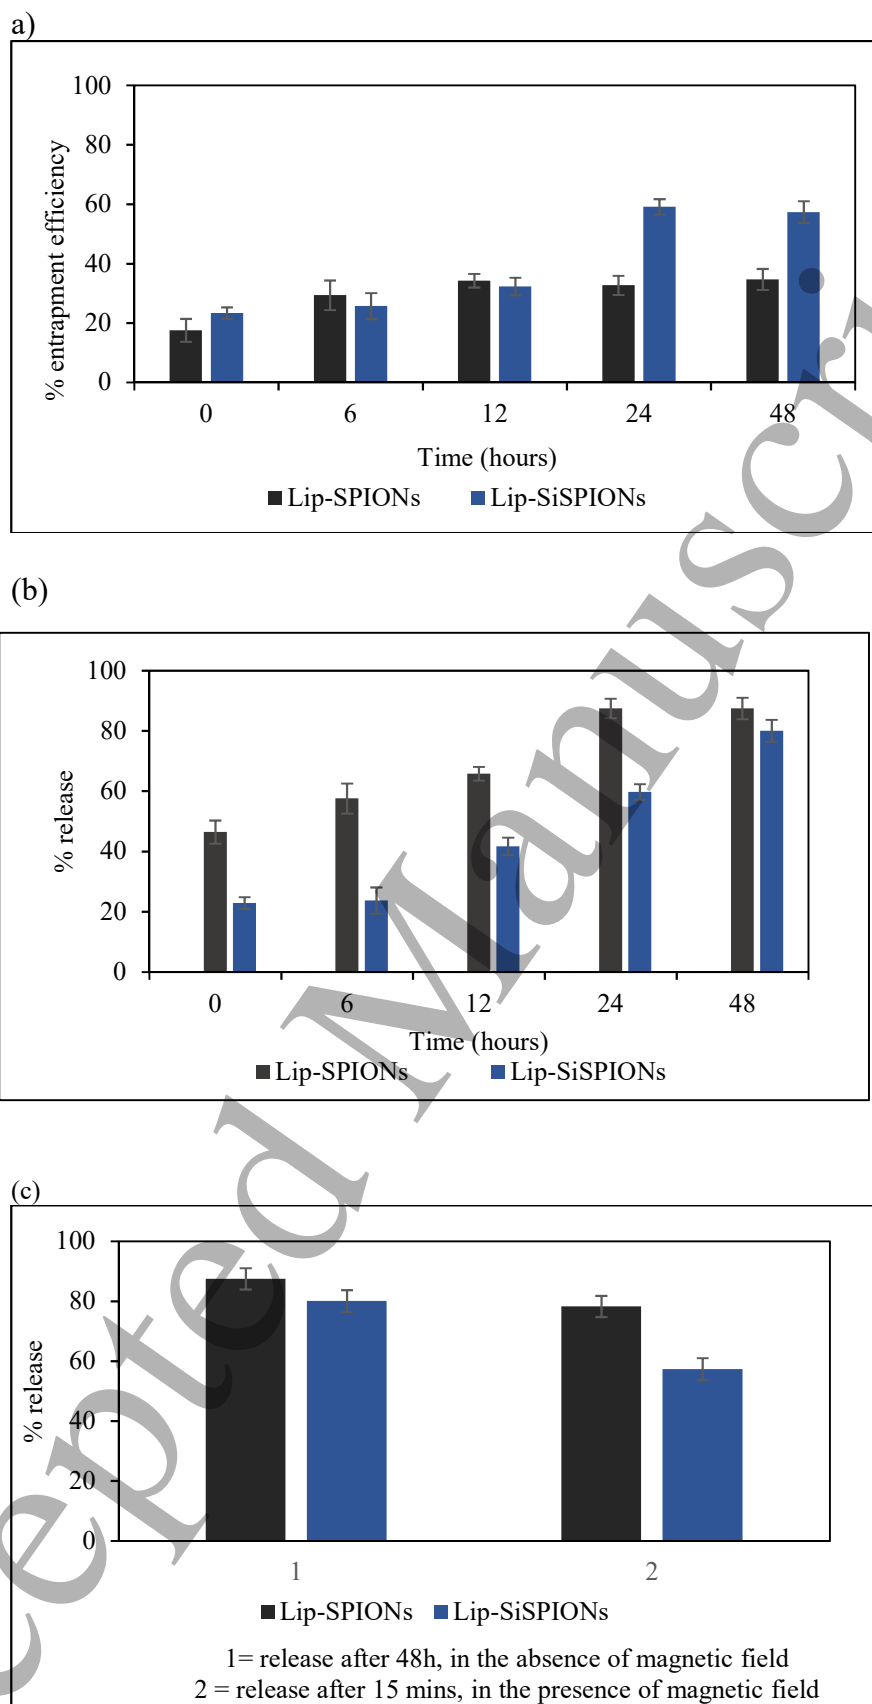 a)
100
80
60
40
20
0
% entrapment efficiency
0 6 12 24 48
Time (hours)
Lip-SPIONs Lip-SiSPIONs
(b)
100
80
60
40
20
0
% release
0 6 12 24 48
Time (hours)
Lip-SPIONs Lip-SiSPIONs
(c)
100
80
60
40
20
0
% release
1 2
Lip-SPIONs Lip-SiSPIONs
1= release after 48h, in the absence of magnetic field
2 = release after 15 mins, in the presence of magnetic field
cepted Manuscri